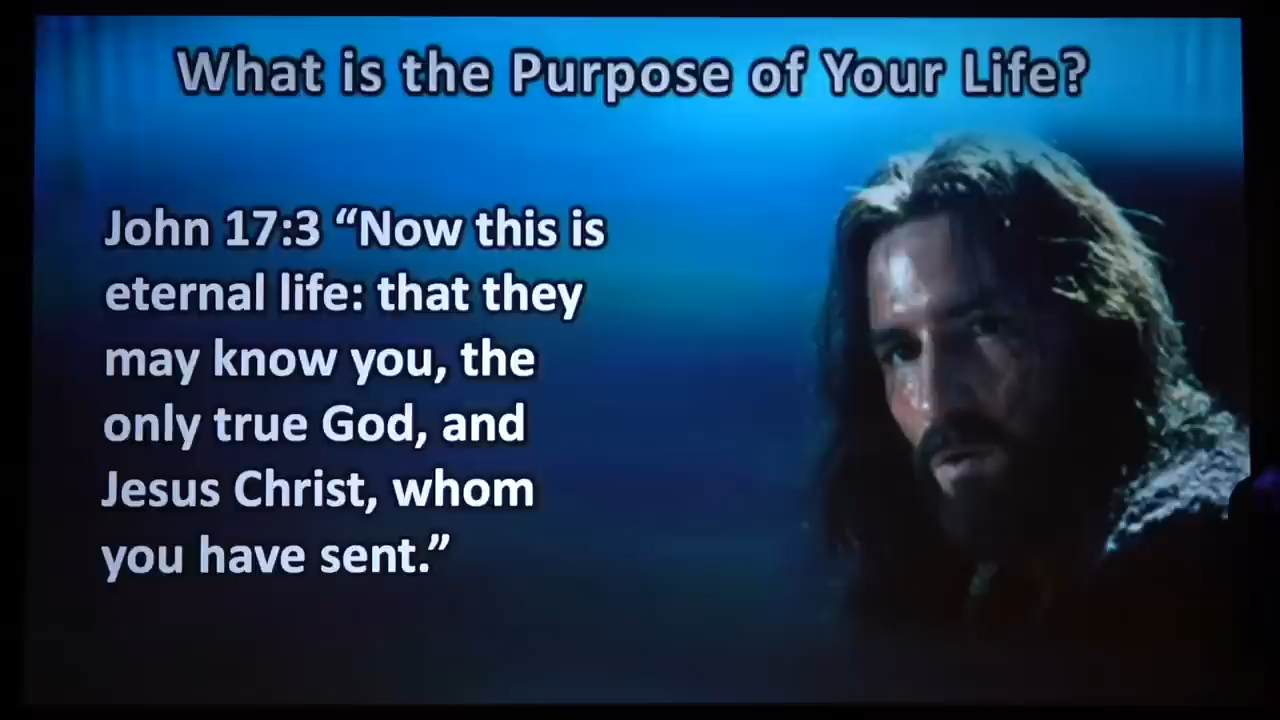 What is the Purpose of Your Life?
John 17:3 “Now this is
eternal life: that they
may know you, the
only true God, and
Jesus Christ, whom
you have sent.”